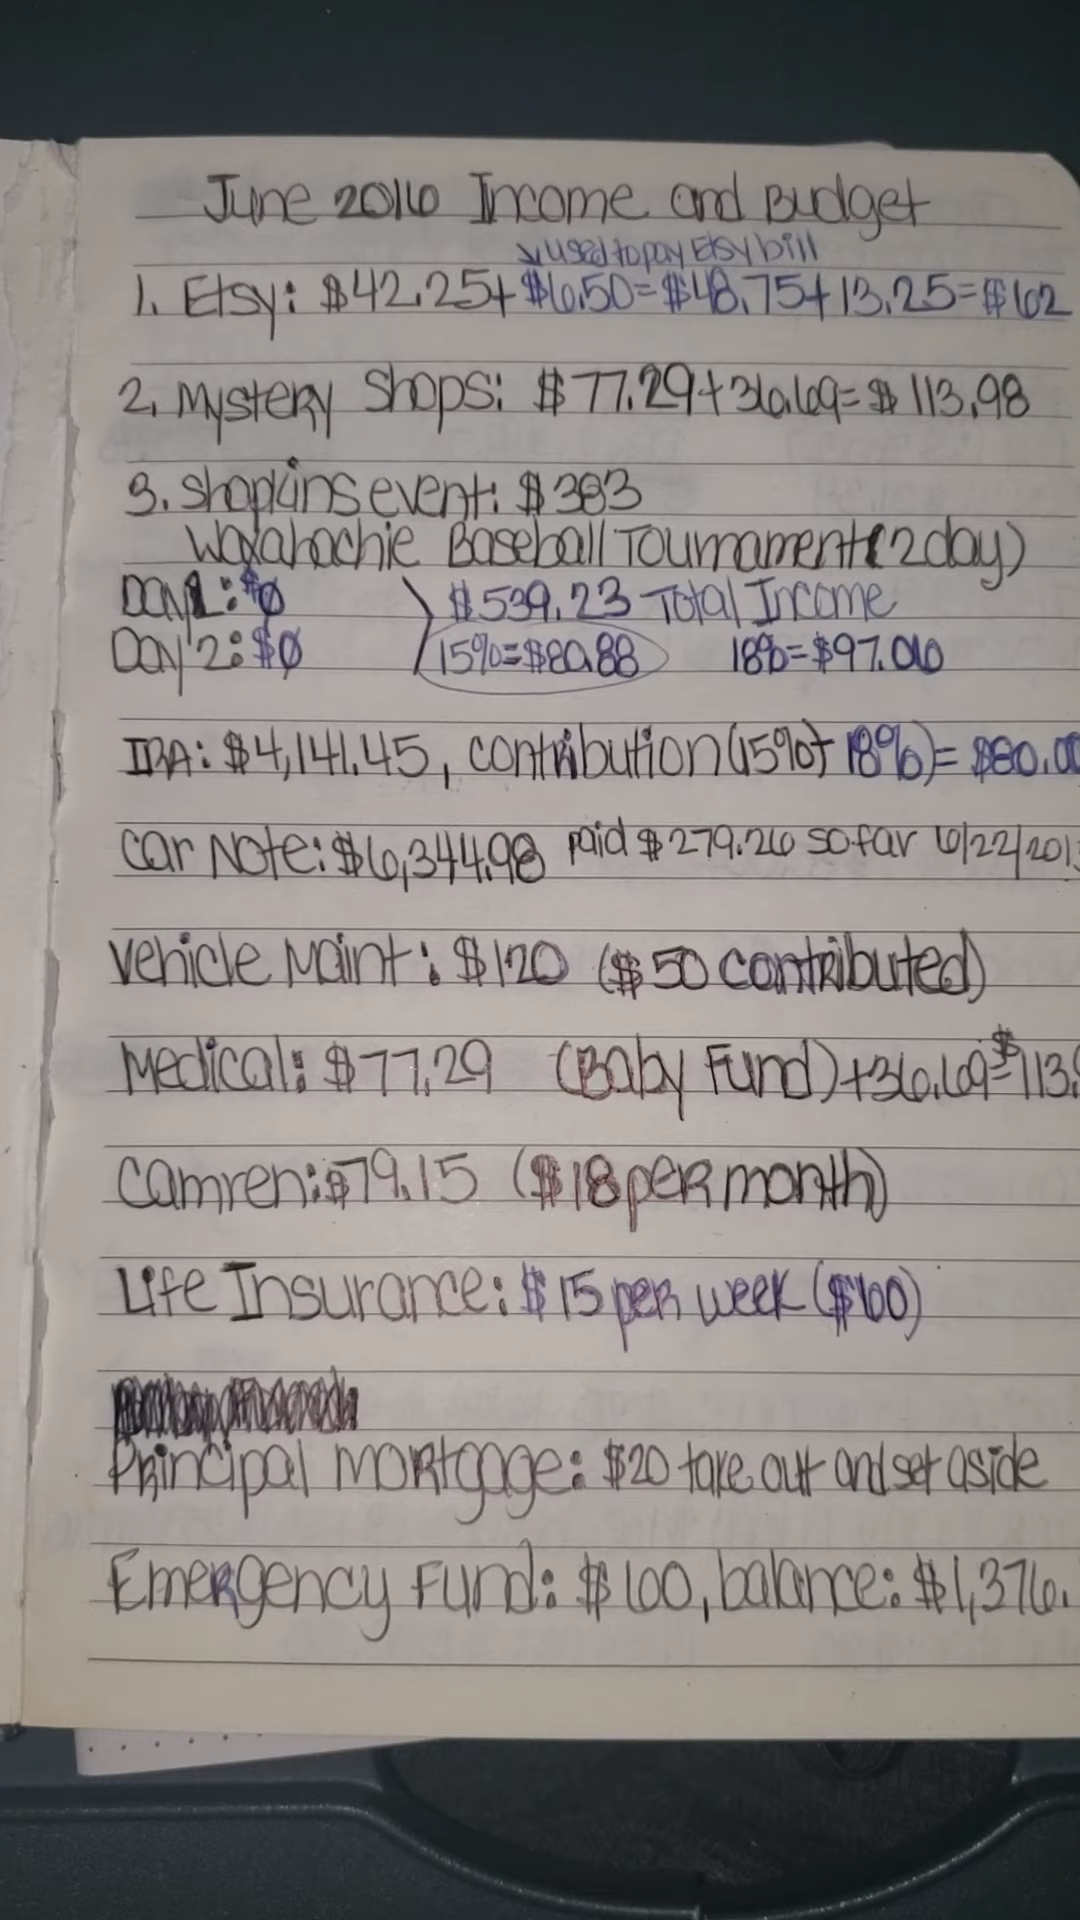 June 2016 Income and Budget
↘used to pay Etsy bill
1. Etsy: $42.25+ $6.50=$48.75+13.25=$62
2. Mystery Shops: $77.29+36.69=$113.98
3. Shopkins event: $383
Waxahachie Baseball Tournament (2day)
DAY 1: $0 $539.23 Total Income
DAY 2: $0 15%=$80.88 18%=$97.06
IRA: $4,141.45, contribution (15%+ 18%)= $80.00
Car Note: $6,344.98 paid $279.26 so far 6/22/201
Vehicle Maint: $120 ($50 contributed)
Medical: $77.29 (Baby Fund)+36.69=$113.
Camren: $79.15 ($18 per month)
Life Insurance: $15 per week ($60)
Principal Mortgage: $20 take out and set aside
Emergency Fund: $100, balance: $1,376.